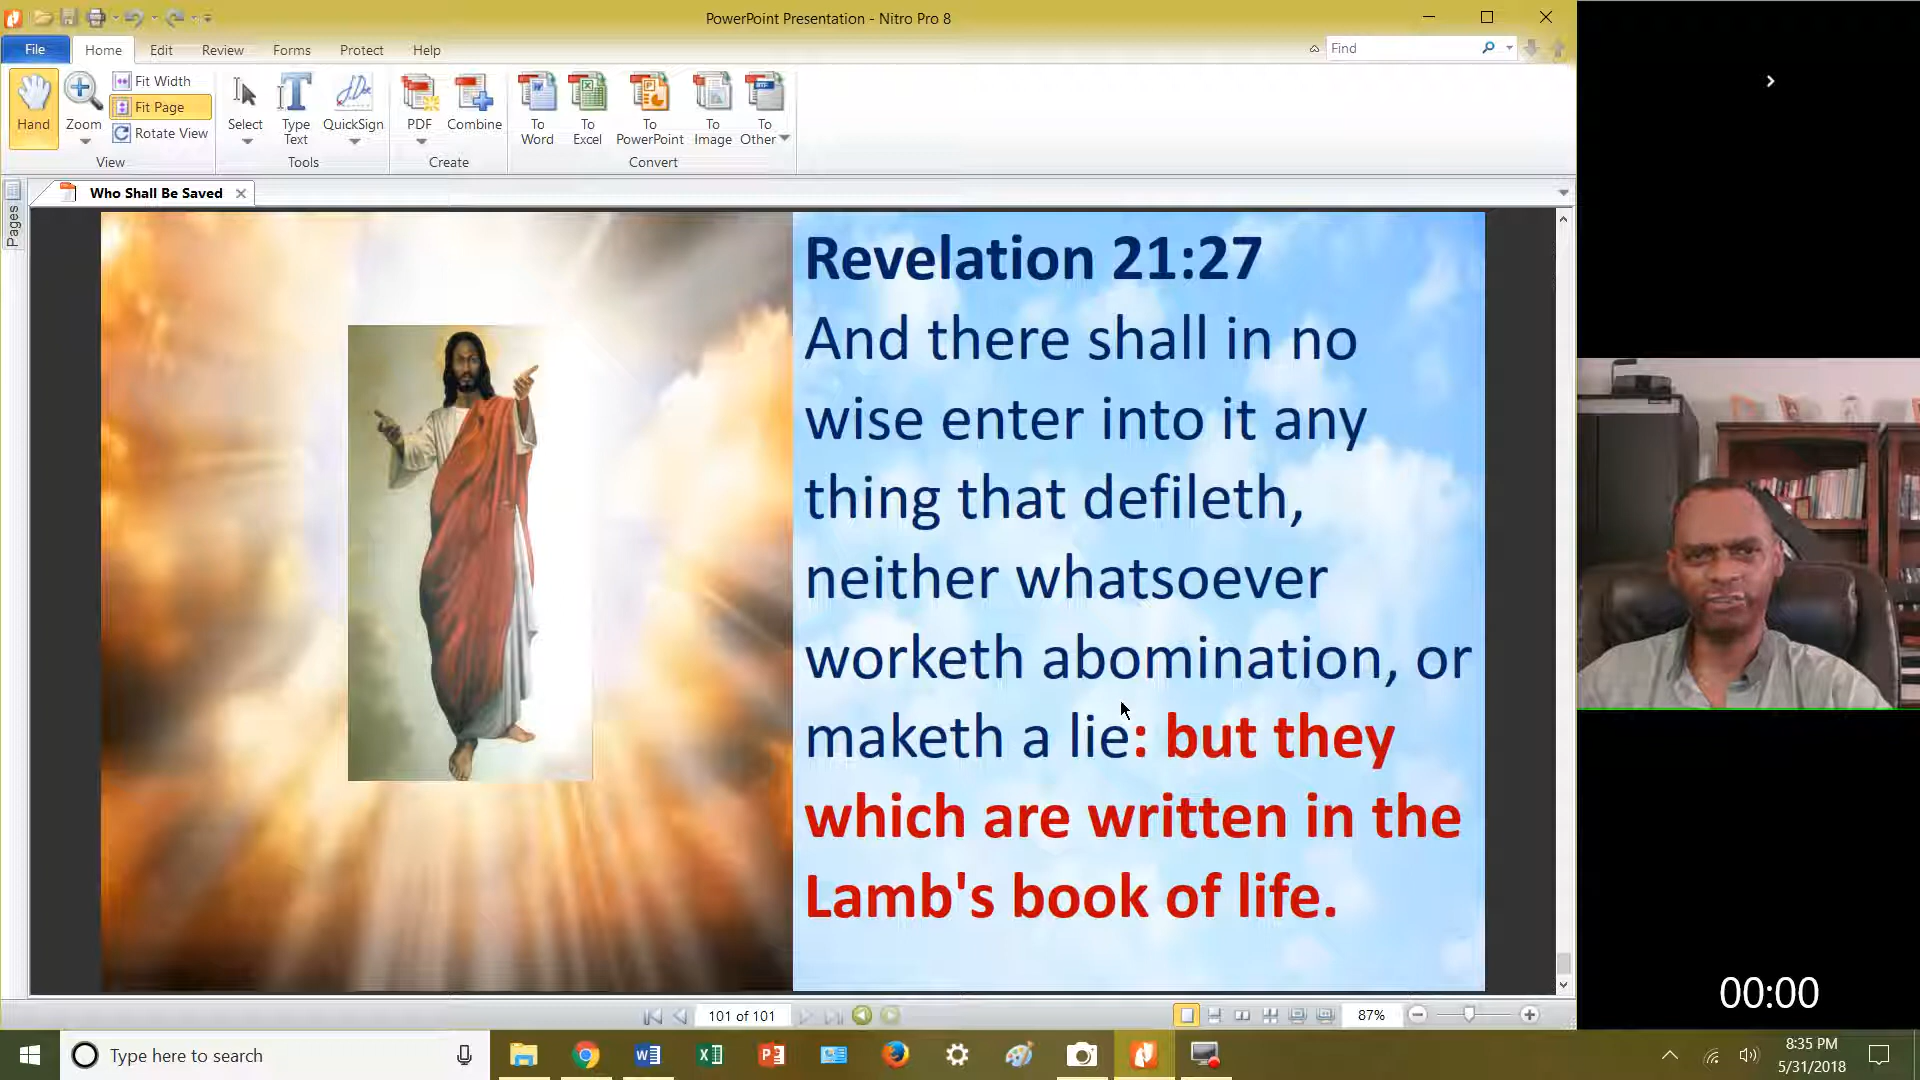 PowerPoint Presentation - Nitro Pro 8
File Home Edit Review Forms Protect Help
Find
Hand
Zoom
Fit Width
Fit Page
Rotate View
View
Select
Type
Text
QuickSign
Tools
PDF
Combine
Create
To
Word
To
Excel
To
PowerPoint
To
Image
To
Other
Convert
Pages
Who Shall Be Saved
Revelation 21:27
And there shall in no
wise enter into it any
thing that defileth,
neither whatsoever
worketh abomination, or
maketh a lie: but they
which are written in the
Lamb's book of life.
00:00
101 of 101
87%
Type here to search
8:35 PM
5/31/2018